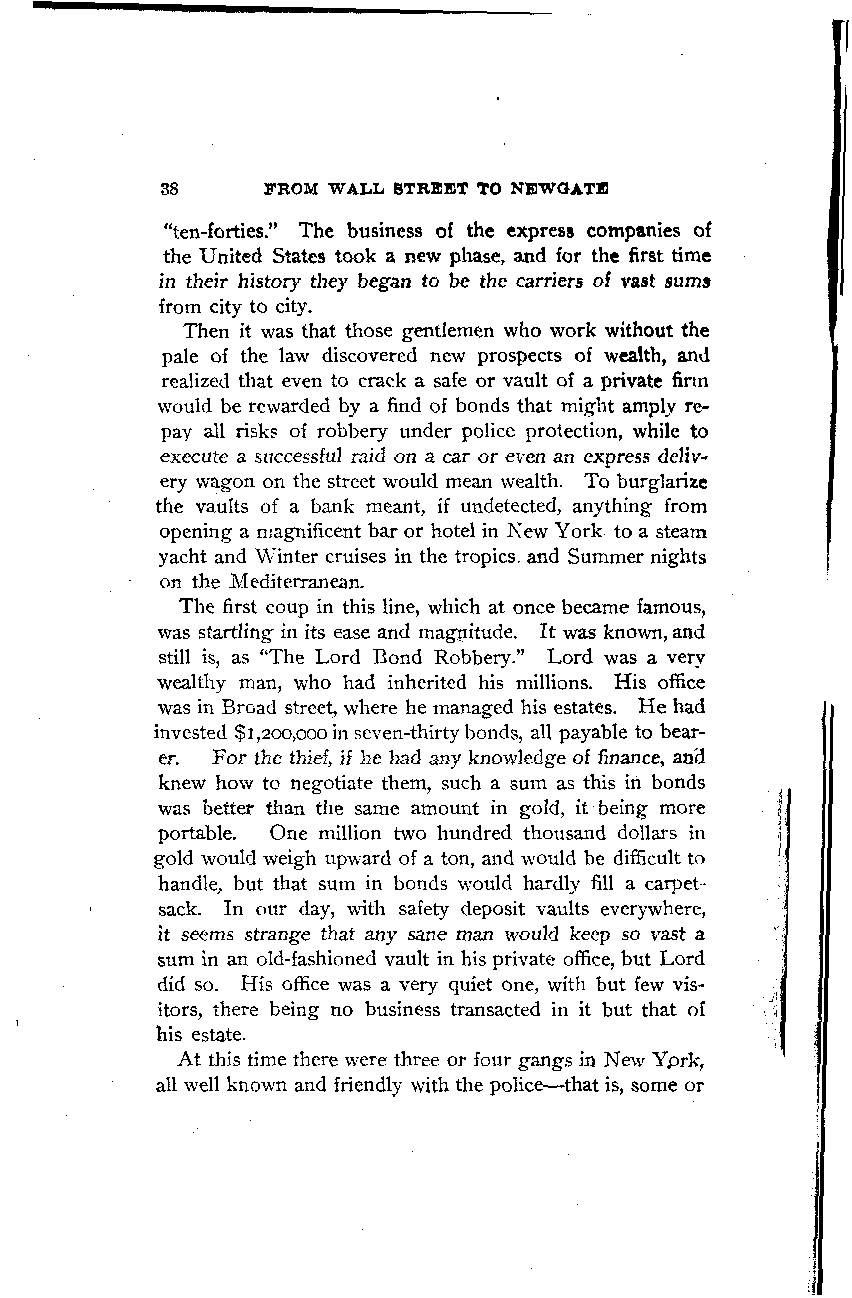 38 FROM WALL STREET TO NEWGATE
“ten-forties.” The business of the express companies of
the United States took a new phase, and for the first time
in their history they began to be the carriers of vast sums
from city to city.
Then it was that those gentlemen who work without the
pale of the law discovered new prospects of wealth, and
realized that even to crack a safe or vault of a private firm
would be rewarded by a find of bonds that might amply re-
pay all risks of robbery under police protection, while to
execute a successful raid on a car or even an express deliv-
ery wagon on the street would mean wealth. To burglarize
the vaults of a bank meant, if undetected, anything from
opening a magnificent bar or hotel in New York to a steam
yacht and Winter cruises in the tropics and Summer nights
on the Mediterranean.
The first coup in this line, which at once became famous,
was startling in its ease and magnitude. It was known, and
still is, as “The Lord Bond Robbery.” Lord was a very
wealthy man, who had inherited his millions. His office
was in Broad street, where he managed his estates. He had
invested $1,200,000 in seven-thirty bonds, all payable to bear-
er. For the thief, if he had any knowledge of finance, and
knew how to negotiate them, such a sum as this in bonds
was better than the same amount in gold, it being more
portable. One million two hundred thousand dollars in
gold would weigh upward of a ton, and would be difficult to
handle, but that sum in bonds would hardly fill a carpet-
sack. In our day, with safety deposit vaults everywhere,
it seems strange that any sane man would keep so vast a
sum in an old-fashioned vault in his private office, but Lord
did so. His office was a very quiet one, with but few vis-
itors, there being no business transacted in it but that of
his estate.
At this time there were three or four gangs in New York,
all well known and friendly with the police—that is, some or